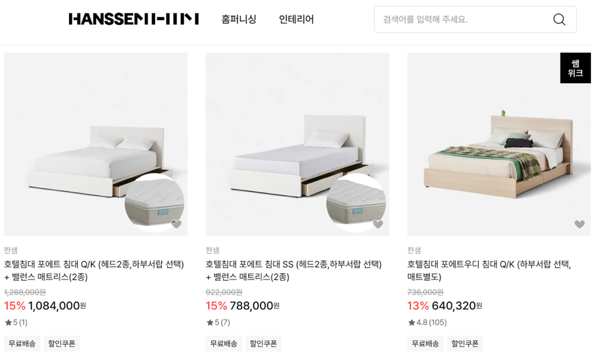 HANSSEM
홈퍼니싱
인테리어
검색어를 입력해 주세요.
쌤
위크
한샘
호텔침대 포에트 침대 Q/K (헤드2종,하부서랍 선택)
+ 밸런스 매트리스(2종)
1,268,000원
15% 1,084,000원
5 (1)
무료배송
할인쿠폰
한샘
호텔침대 포에트 침대 SS (헤드2종,하부서랍 선택)
+ 밸런스 매트리스(2종)
922,000원
15% 788,000원
5 (7)
무료배송
할인쿠폰
한샘
호텔침대 포에트우디 침대 Q/K (하부서랍 선택,
매트별도)
736,000원
13% 640,320원
4.8 (105)
무료배송
할인쿠폰